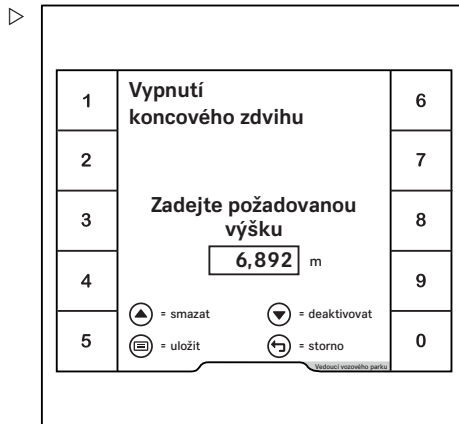 1
Vypnutí
koncového zdvihu
6
2
7
3
Zadejte požadovanou
výšku
8
6,892 m
4
9
= smazat
= deaktivovat
5
= uložit
= storno
0
Vedoucí vozového parku